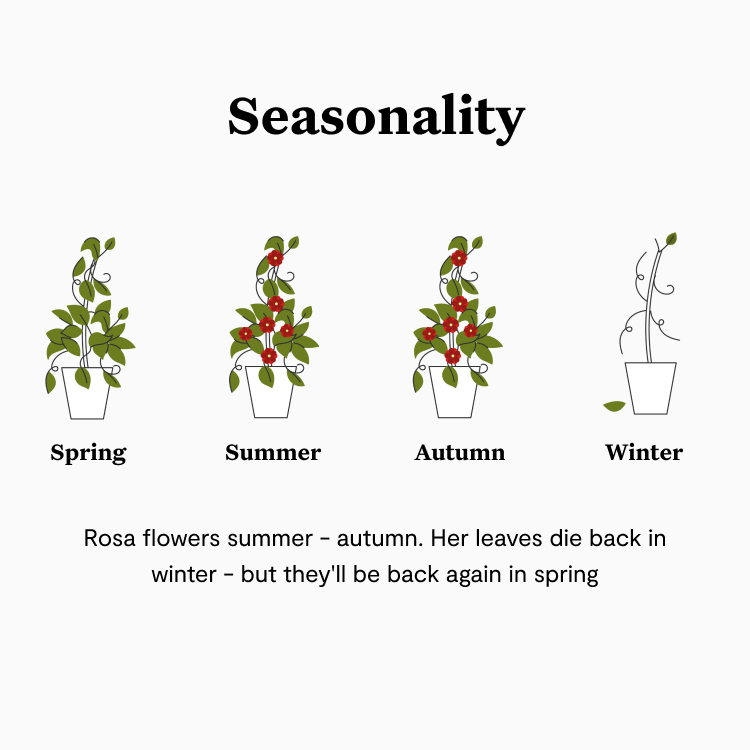 Seasonality
Spring
Summer
Autumn
Winter
Rosa flowers summer - autumn. Her leaves die back in
winter - but they'll be back again in spring